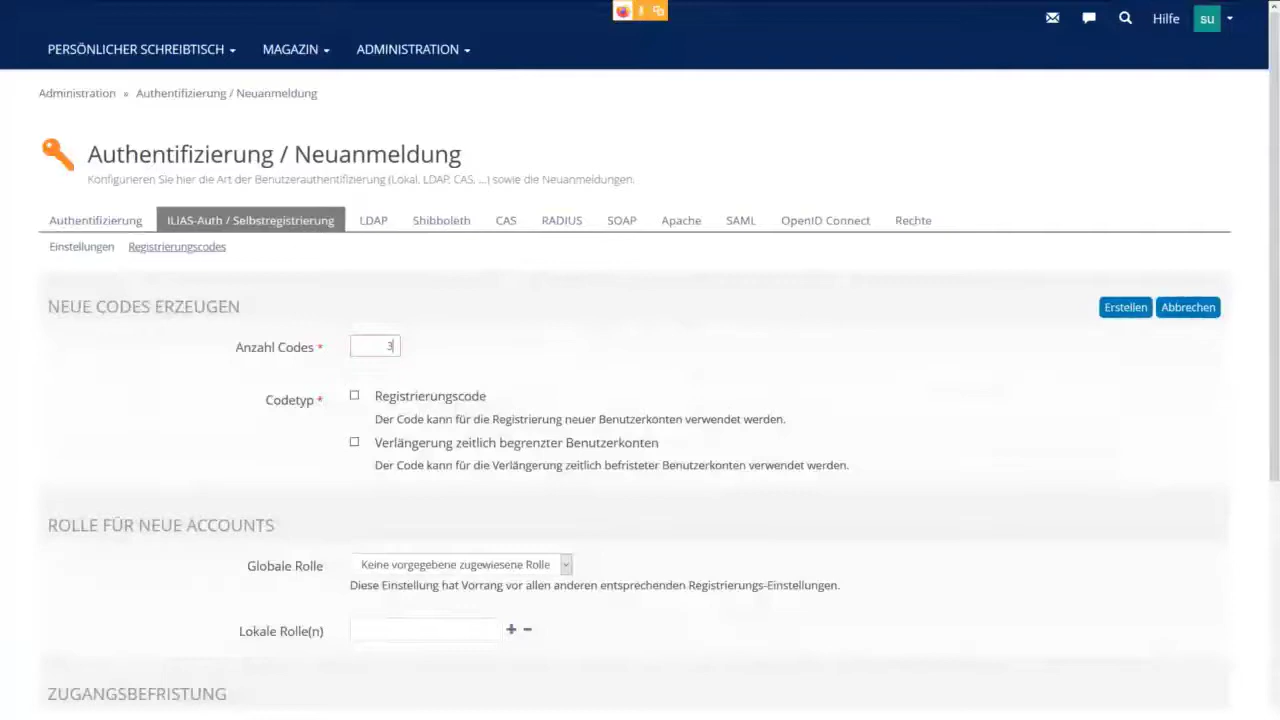 Hilfe
su
PERSÖNLICHER SCHREIBTISCH
MAGAZIN
ADMINISTRATION
Administration » Authentifizierung / Neuanmeldung
Authentifizierung / Neuanmeldung
Konfigurieren Sie hier die Art der Benutzerauthentifizierung (Lokal, LDAP, CAS, ...) sowie die Neuanmeldungen.
Authentifizierung ILIAS-Auth / Selbstregistrierung LDAP Shibboleth CAS RADIUS SOAP Apache SAML OpenID Connect Rechte
Einstellungen Registrierungscodes
NEUE CODES ERZEUGEN
Erstellen Abbrechen
Anzahl Codes * 3
Codetyp * Registrierungscode
Der Code kann für die Registrierung neuer Benutzerkonten verwendet werden.
Verlängerung zeitlich begrenzter Benutzerkonten
Der Code kann für die Verlängerung zeitlich befristeter Benutzerkonten verwendet werden.
ROLLE FÜR NEUE ACCOUNTS
Globale Rolle Keine vorgegebene zugewiesene Rolle
Diese Einstellung hat Vorrang vor allen anderen entsprechenden Registrierungs-Einstellungen.
Lokale Rolle(n)
ZUGANGSBEFRISTUNG